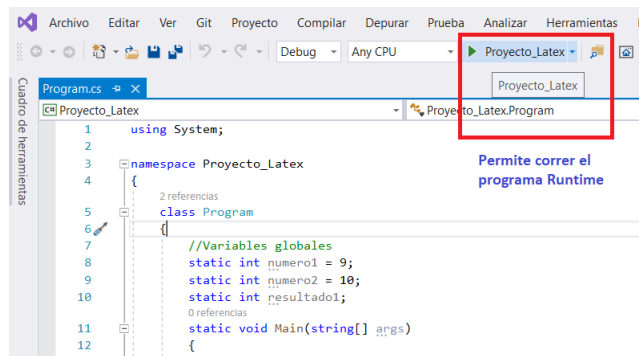 Archivo Editar Ver Git Proyecto Compilar Depurar Prueba Analizar Herramientas
Debug Any CPU Proyecto_Latex
Program.cs
Proyecto_Latex
C# Proyecto_Latex Proyecto_Latex.Program
Cuadro de herramientas
1 using System;
2
3 namespace Proyecto_Latex
Permite correr el
programa Runtime
4 {
2 referencias
5 class Program
6 {
7 //Variables globales
8 static int numero1 = 9;
9 static int numero2 = 10;
10 static int resultado1;
0 referencias
11 static void Main(string[] args)
12 {